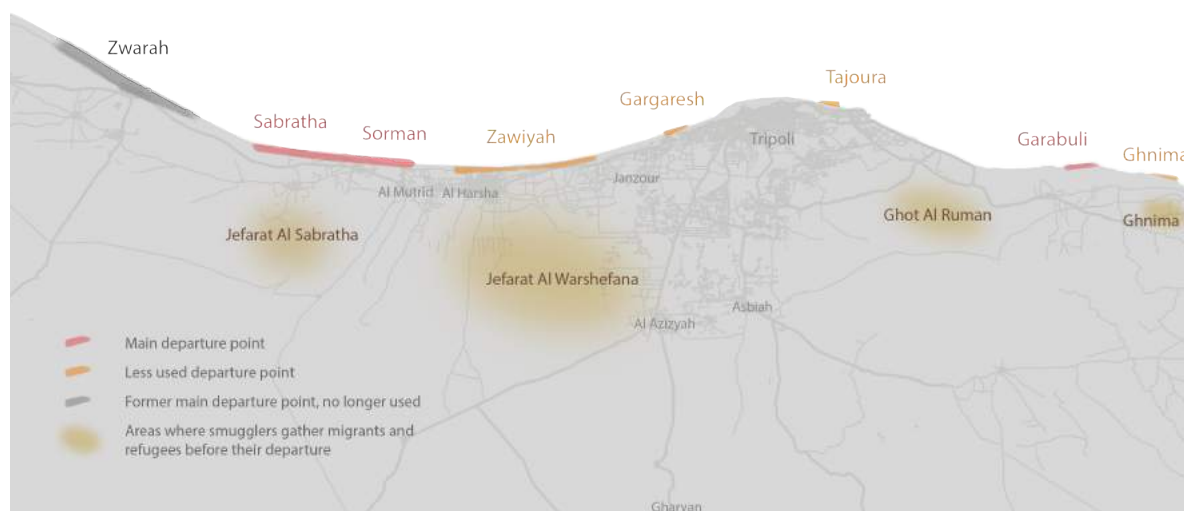 Zwarah
Tajoura
Gargaresh
Sabratha
Sorman
Zawiyah
Tripoli
Garabuli
Ghnima
Janzour
Al Mutrid
Al Harsha
Ghot Al Ruman
Ghnima
Jefarat Al Sabratha
Jefarat Al Warshefana
Asbiah
Al Azizyah
Main departure point
Less used departure point
Former main departure point, no longer used
Areas where smugglers gather migrants and
refugees before their departure
Gharyan